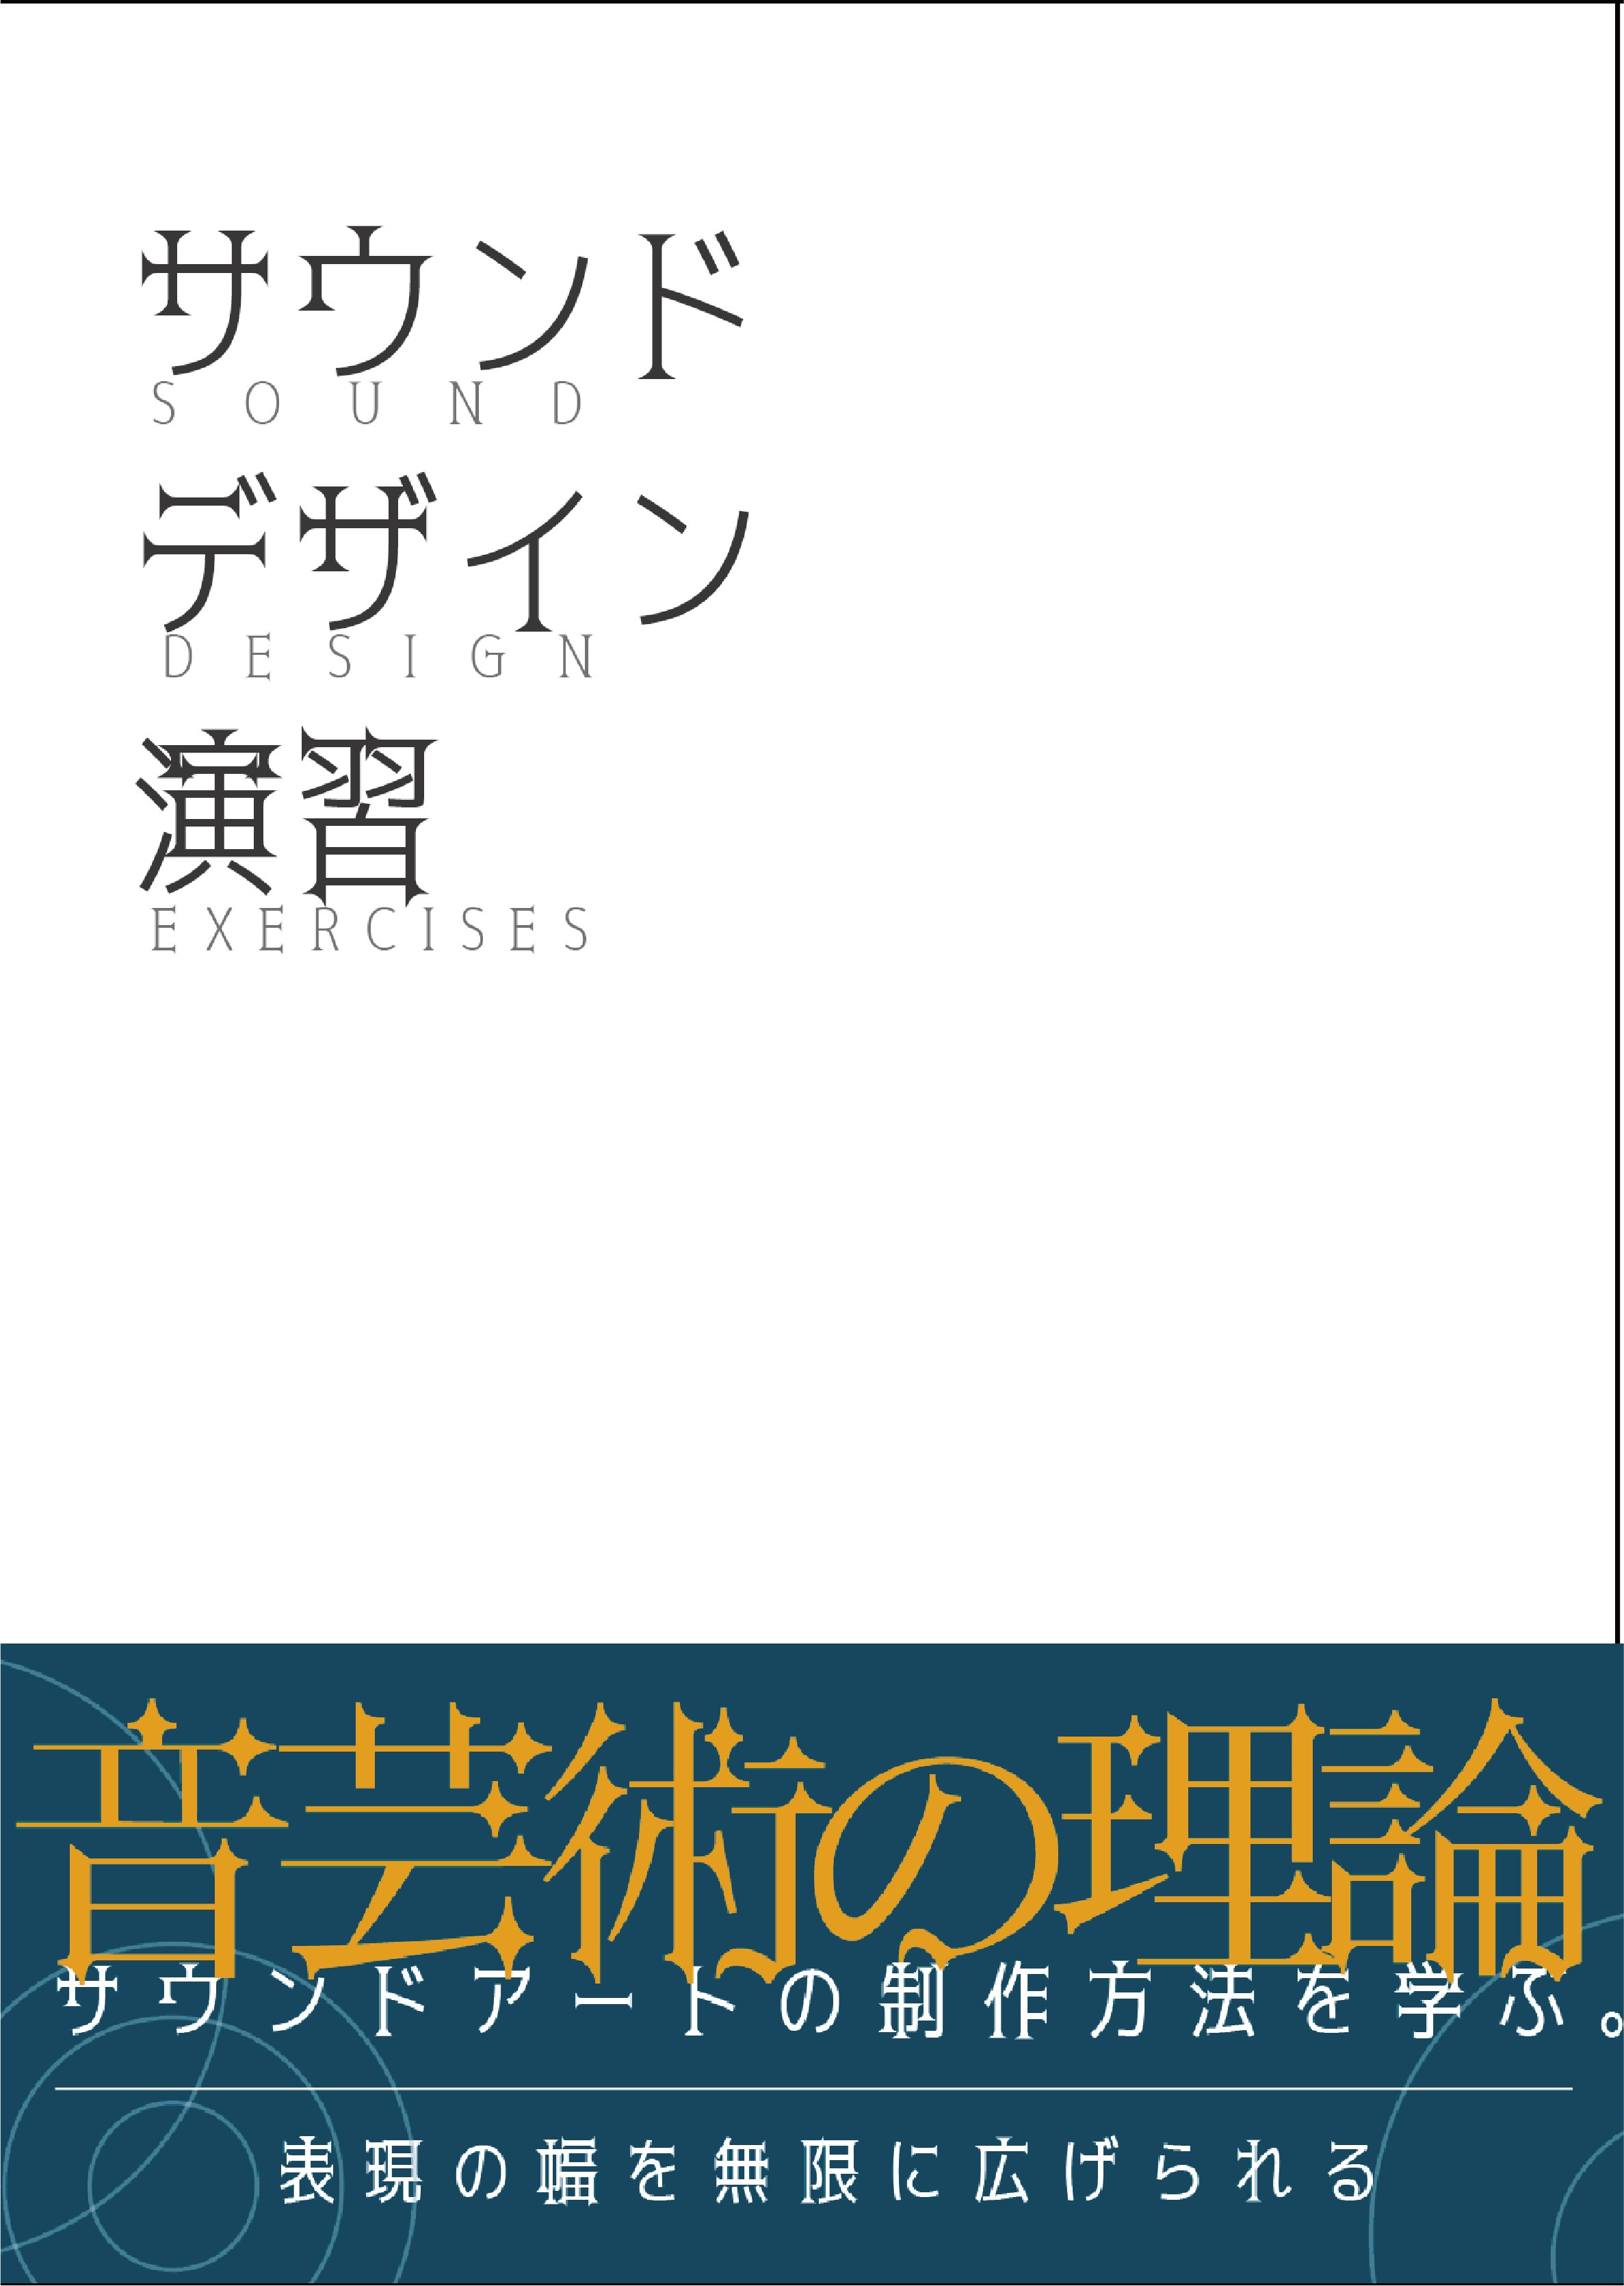 サウンド
SOUND
デザイン
DESIGN
演習
EXERCISES
音芸術の理論
サウンドアートの制作方法を学ぶ。
表現の幅を無限に広げられる